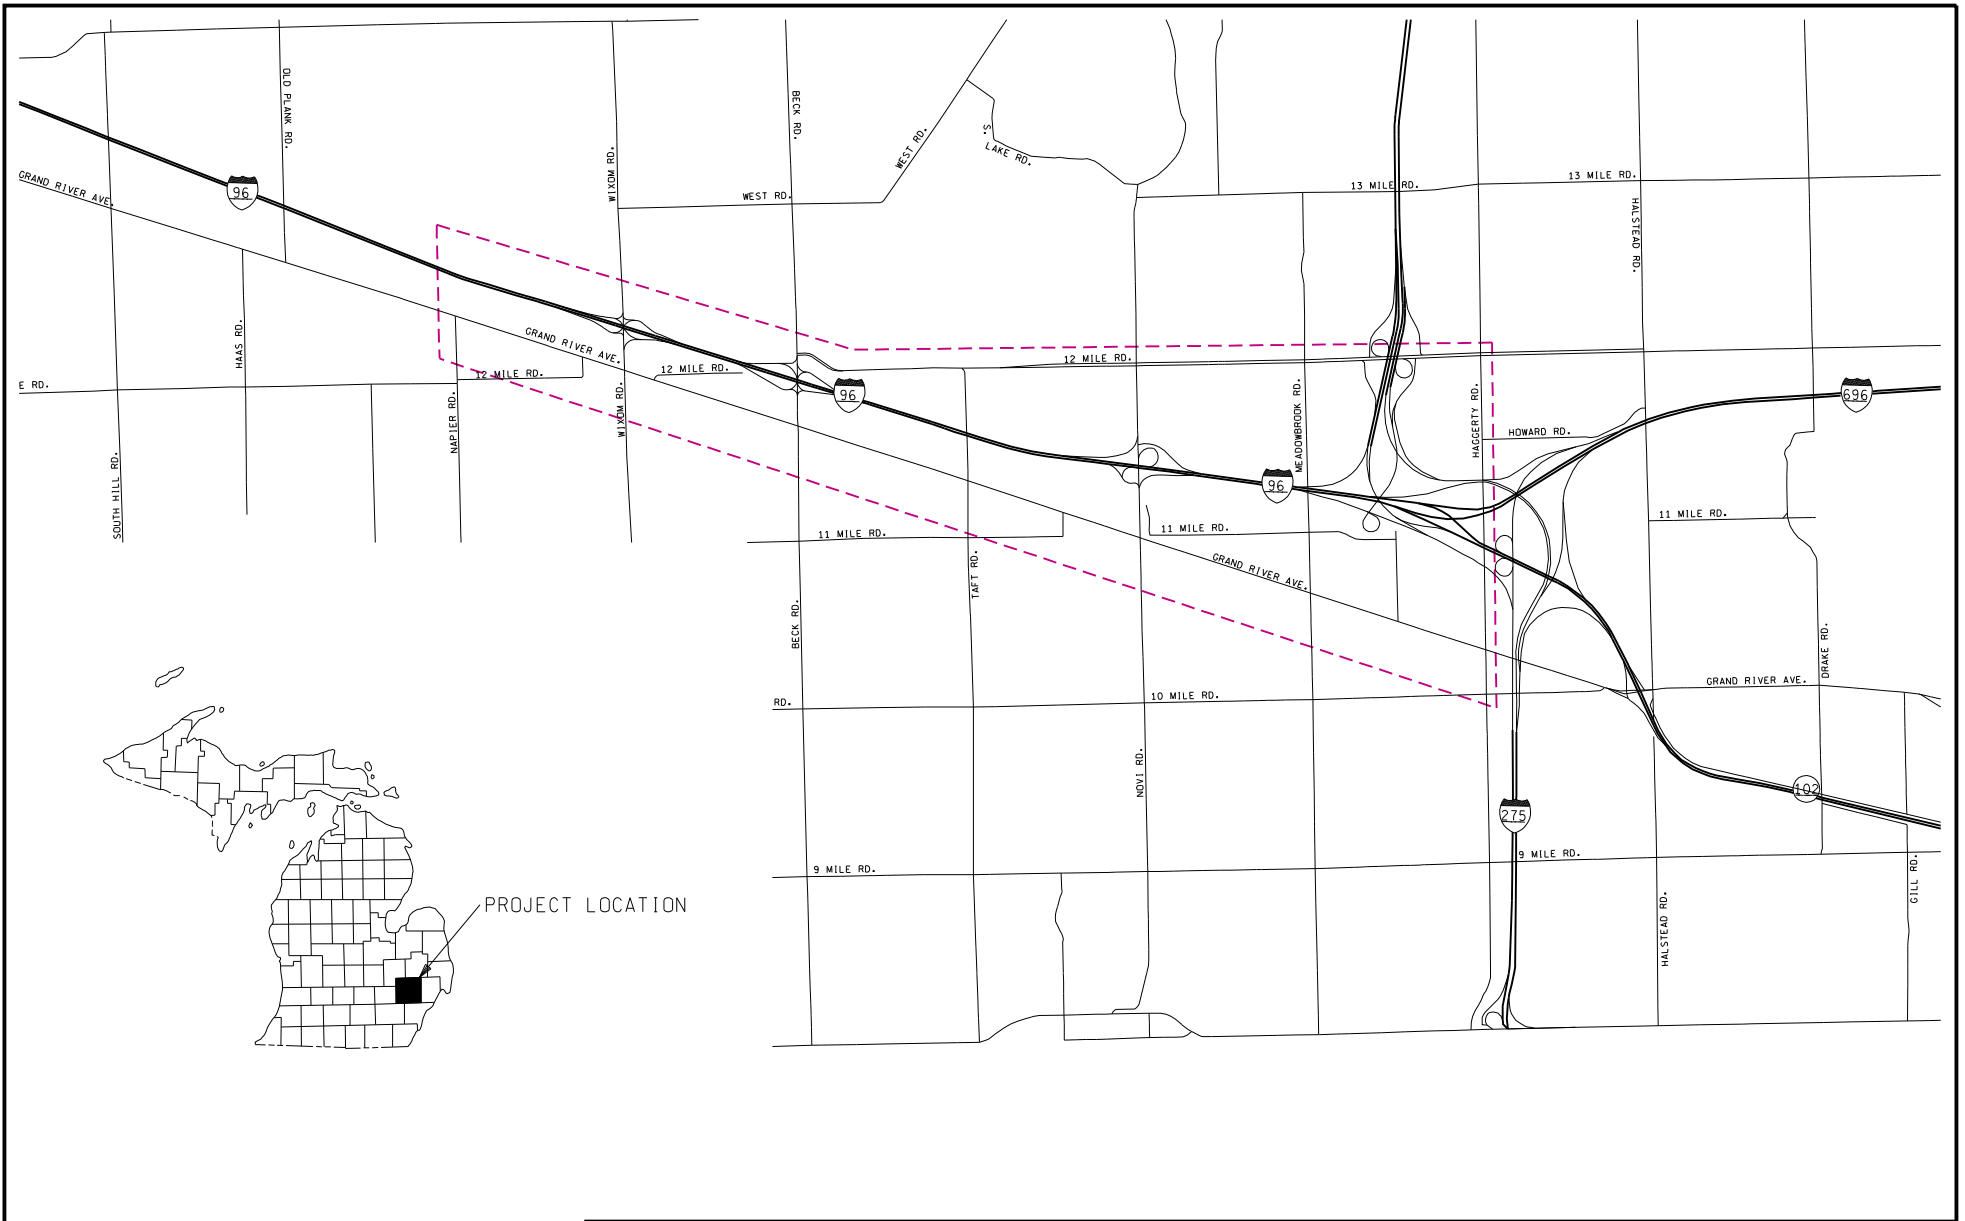 OLD PLANK RD.
BECK RD.
WIXOM RD.
WEST RD.
S.
LAKE RD.
WEST RD.
13 MILE RD.
13 MILE RD.
GRAND RIVER AVE.
96
HALSTEAD RD.
HAAS RD.
GRAND RIVER AVE.
12 MILE RD.
E RD.
12 MILE RD.
12 MILE RD.
96
NAPIER RD.
WIXOM RD.
MEADOWBROOK RD.
HAGGERTY RD.
696
HOWARD RD.
SOUTH HILL RD.
96
11 MILE RD.
11 MILE RD.
11 MILE RD.
TAFT RD.
GRAND RIVER AVE.
BECK RD.
DRAKE RD.
RD.
10 MILE RD.
GRAND RIVER AVE.
NOVI RD.
102
275
9 MILE RD.
9 MILE RD.
GILL RD.
HALSTEAD RD.
PROJECT LOCATION